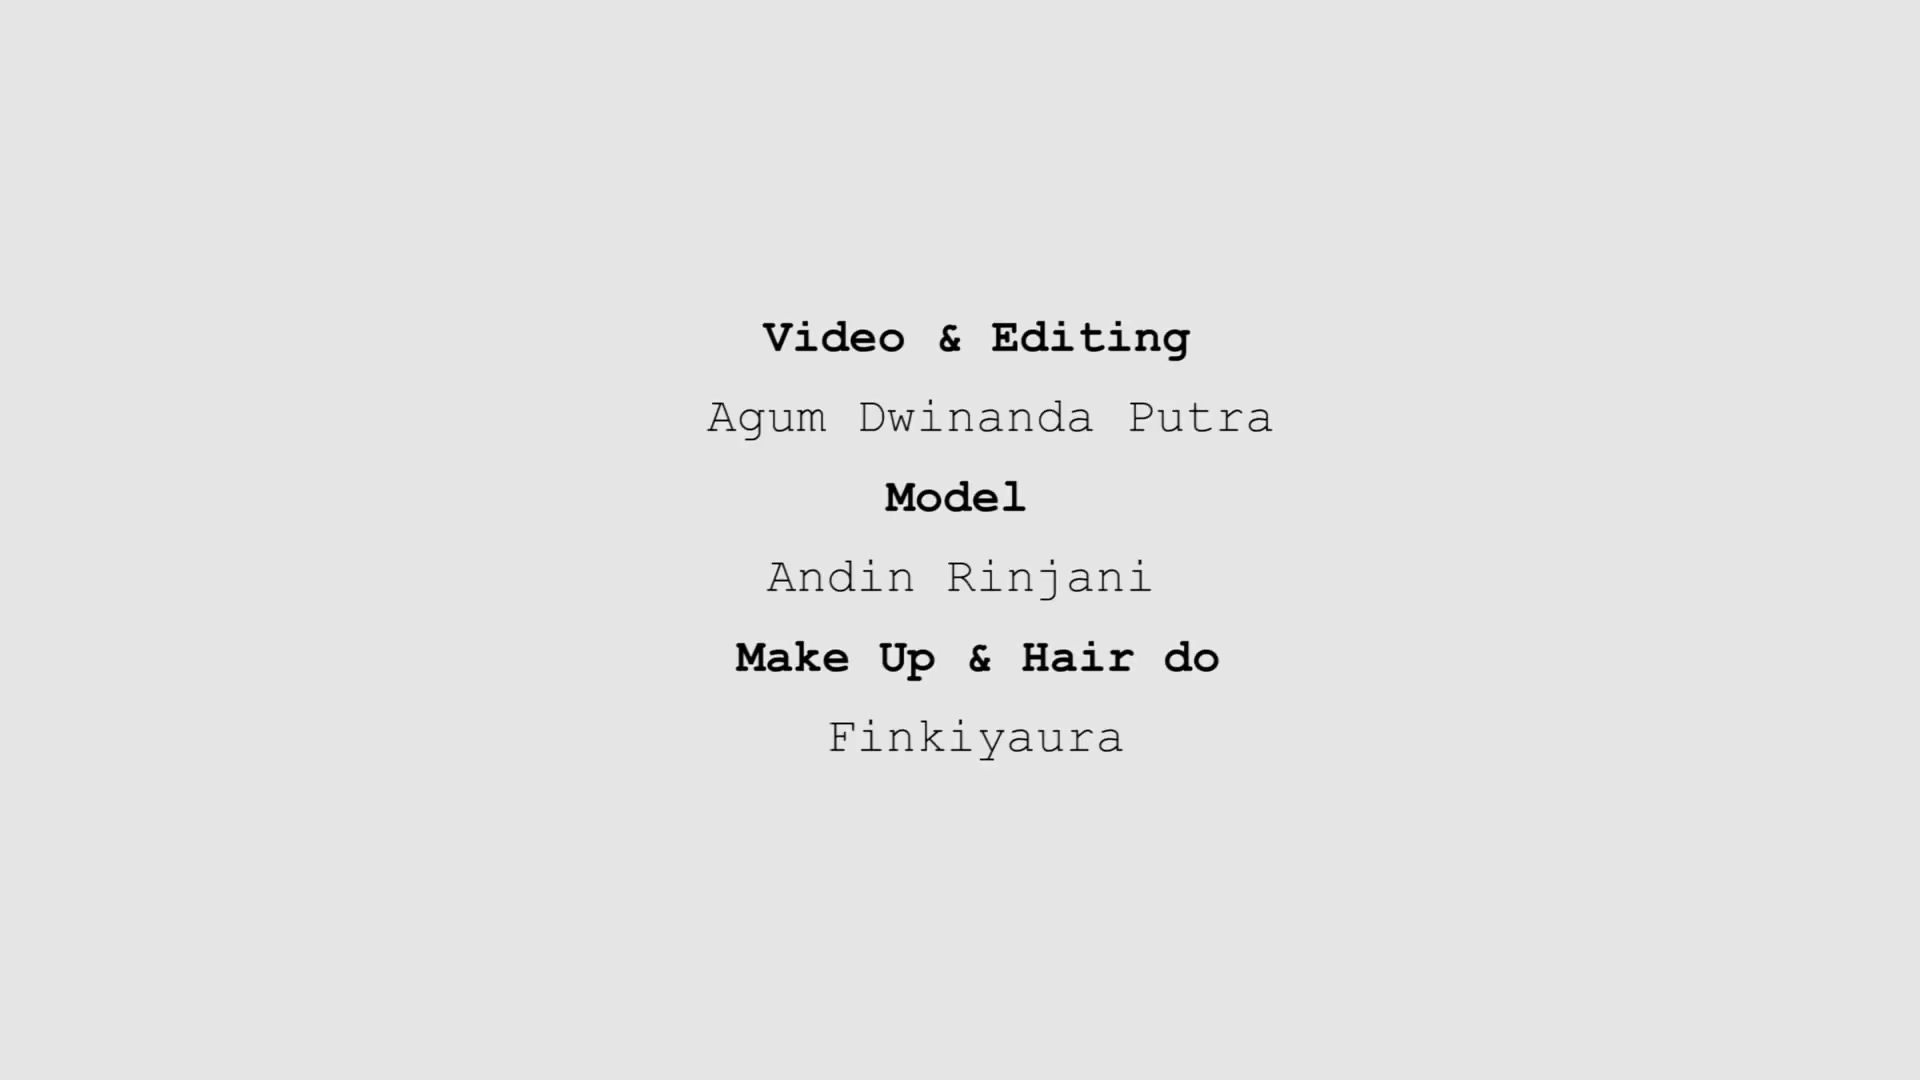 Video & Editing
Agum Dwinanda Putra
Model
Andin Rinjani
Make Up & Hair do
Finkiyaura